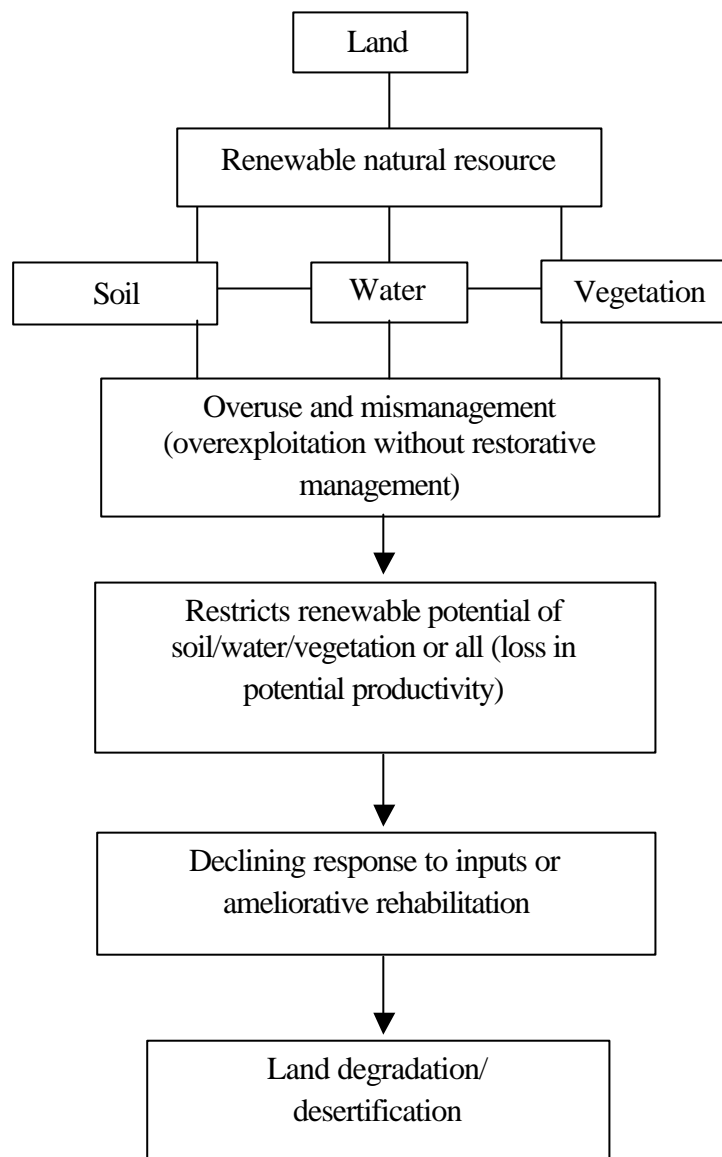 Land
Renewable natural resource
Soil
Water
Vegetation
Overuse and mismanagement
(overexploitation without restorative
management)
Restricts renewable potential of
soil/water/vegetation or all (loss in
potential productivity)
Declining response to inputs or
ameliorative rehabilitation
Land degradation/
desertification